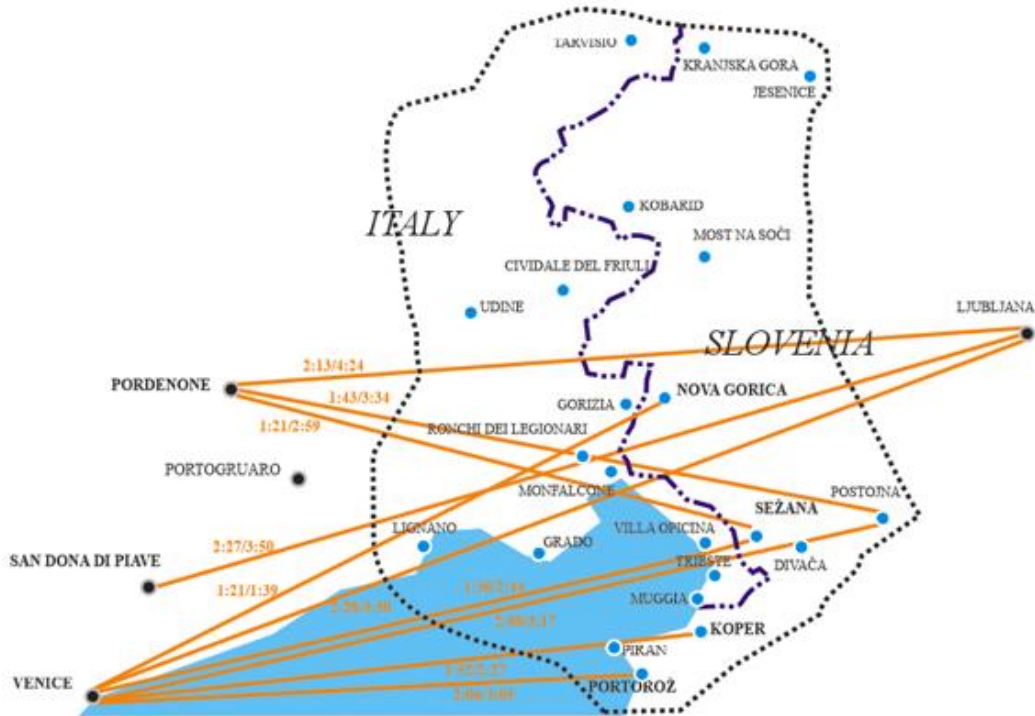 TARVISIO
KRANJSKA GORA
JESENICE
KOBARID
ITALY
MOST NA SOČI
CIVIDALE DEL FRIULI
UDINE
LJUBLJANA
SLOVENIA
2:13/4:24
PORDENONE
1:43/3:34
NOVA GORICA
GORIZIA
1:21/2:59
RONCHI DEI LEGIONARI
PORTOGRUARO
MONFALCONE
POSTOJNA
SEŽANA
LIGNANO
VILLA OPICINA
GRADO
2:27/3:50
SAN DONA DI PIAVE
TRIESTE
DIVAČA
1:21/1:39
MUGGIA
KOPER
PIRAN
VENICE
PORTOROŽ